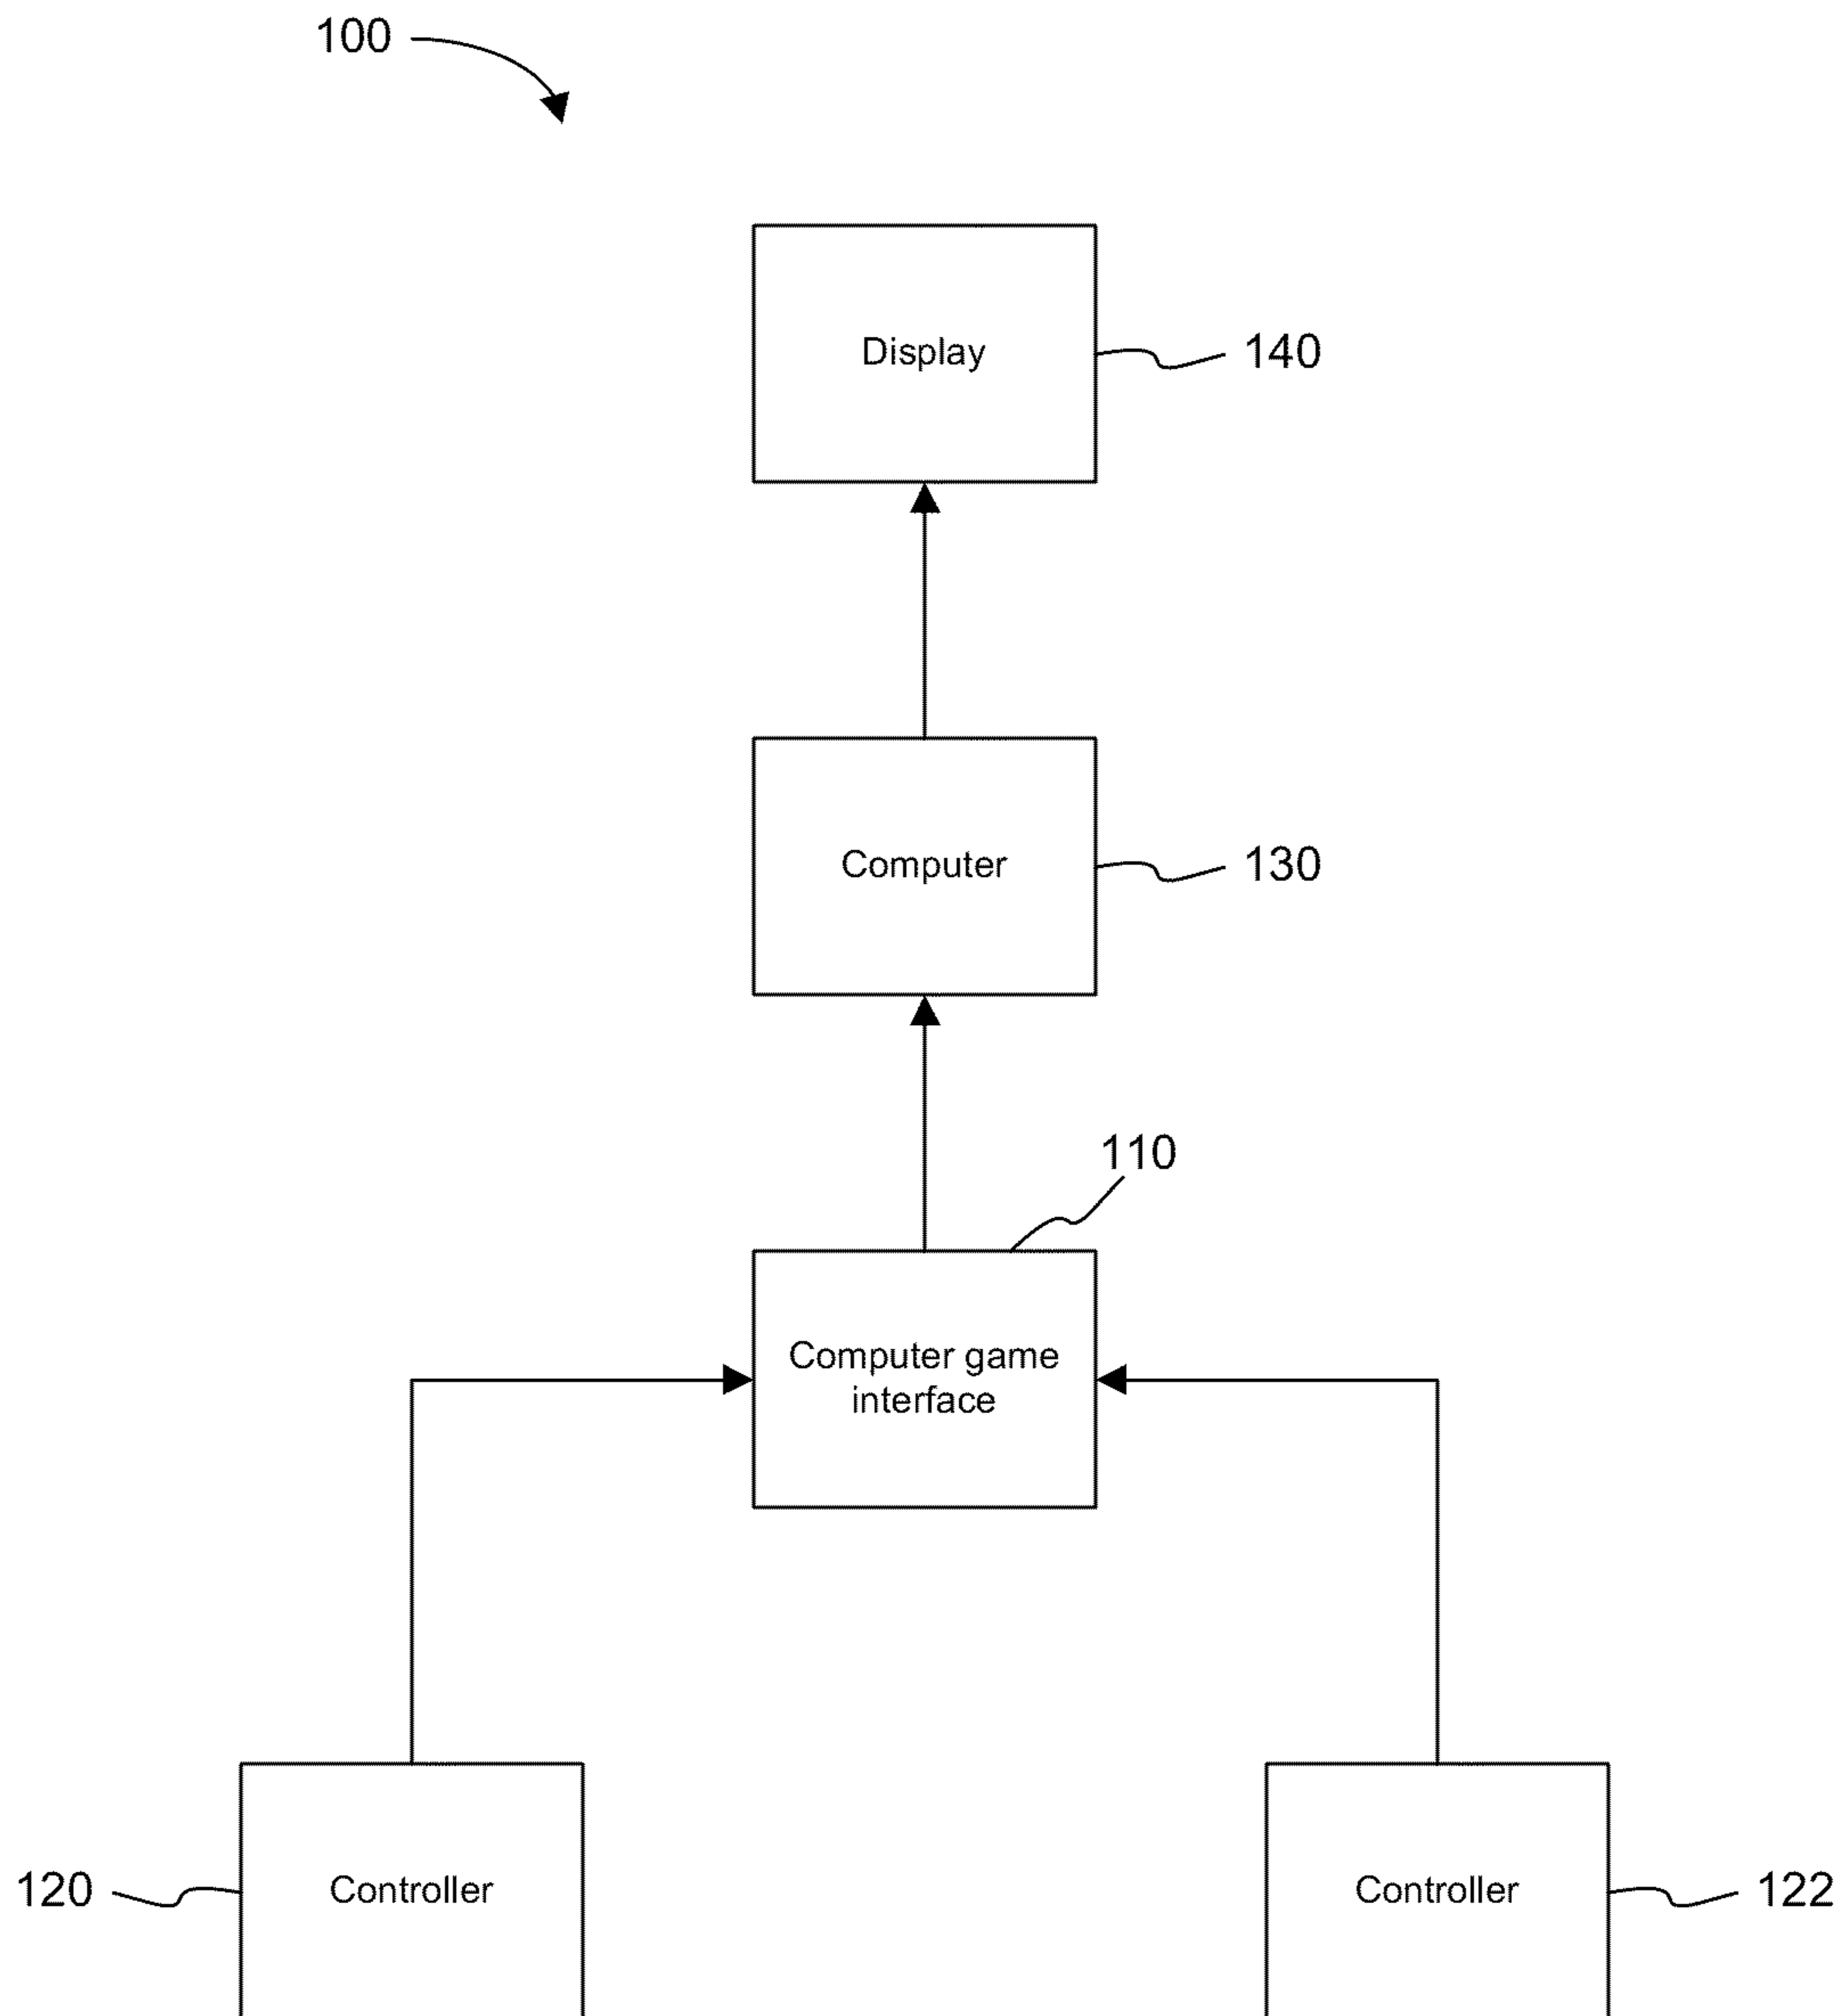 100
Display
140
Computer
130
110
Computer game
interface
120
Controller
Controller
122